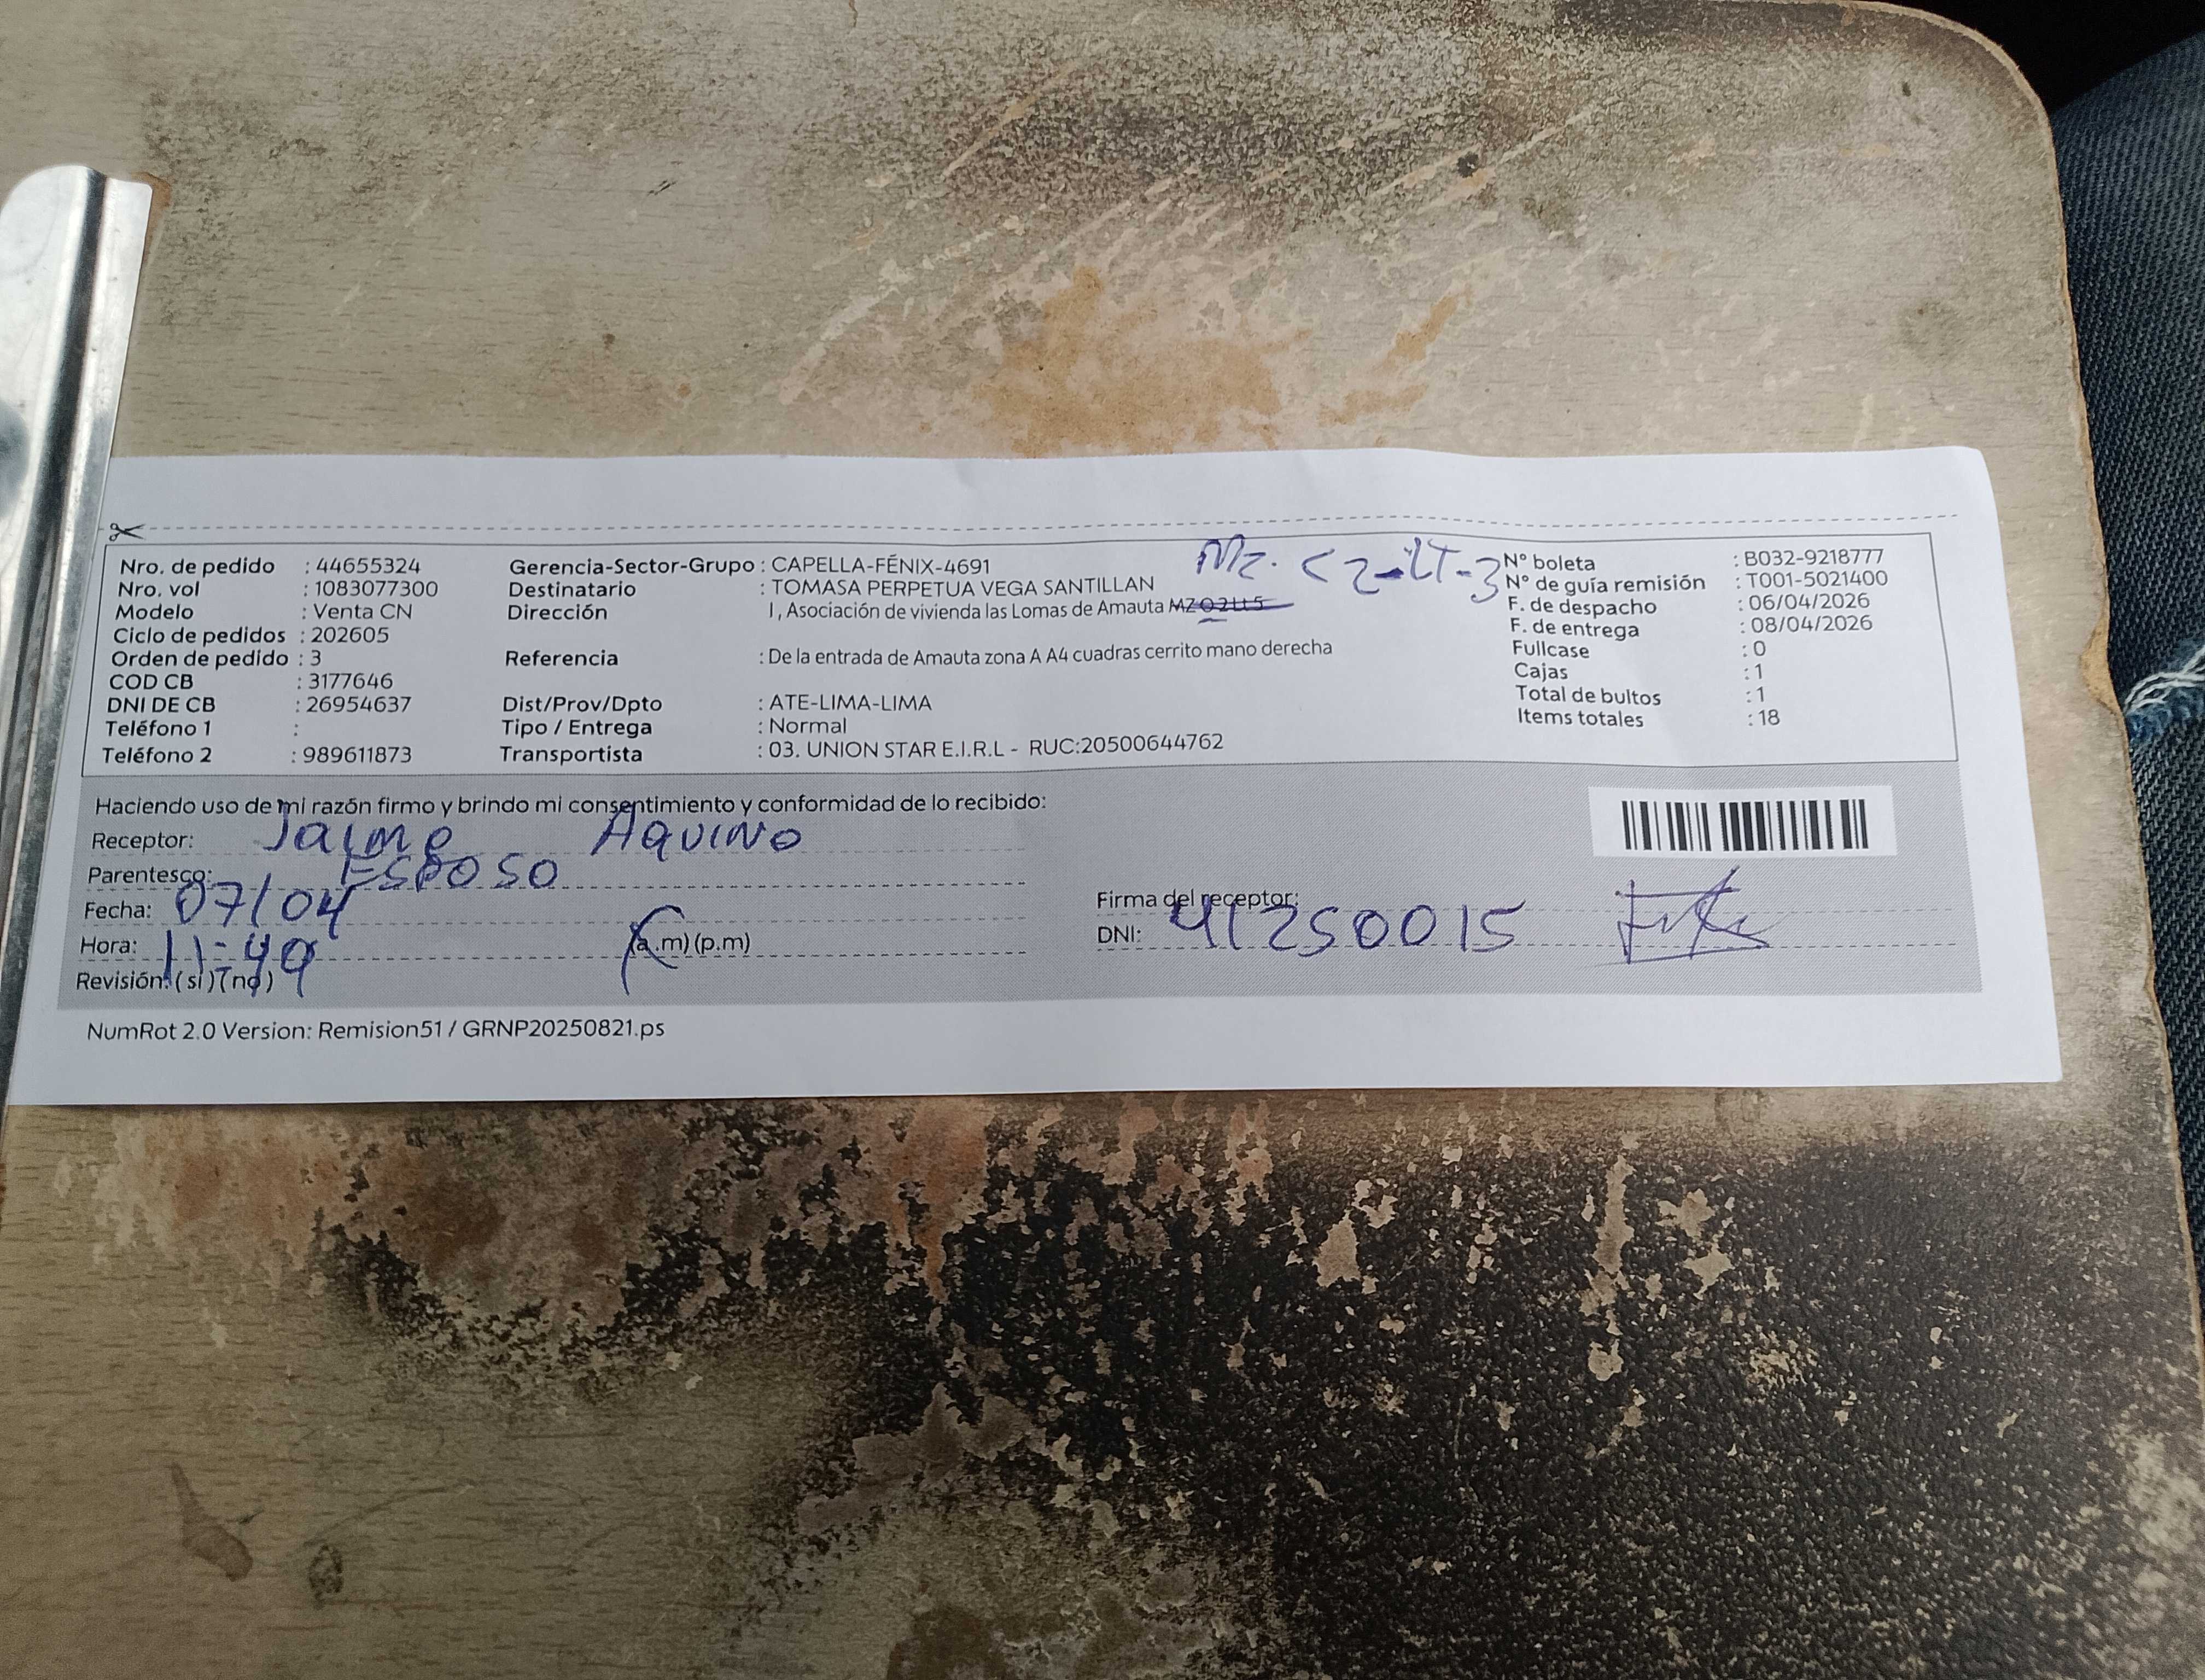 Mz. C2-LT-3
Nro. de pedido : 44655324
Nro. vol : 1083077300
Modelo : Venta CN
Ciclo de pedidos : 202605
Orden de pedido : 3
COD CB : 3177646
DNI DE CB : 26954637
Teléfono 1 :
Teléfono 2 : 989611873
Gerencia-Sector-Grupo : CAPELLA-FÉNIX-4691
Destinatario : TOMASA PERPETUA VEGA SANTILLAN
Dirección : I, Asociación de vivienda las Lomas de Amauta
Referencia : De la entrada de Amauta zona A A4 cuadras cerrito mano derecha
Dist/Prov/Dpto : ATE-LIMA-LIMA
Tipo / Entrega : Normal
Transportista : 03. UNION STAR E.I.R.L - RUC:20500644762
N° boleta : B032-9218777
N° de guía remisión : T001-5021400
F. de despacho : 06/04/2026
F. de entrega : 08/04/2026
Fullcase : 0
Cajas : 1
Total de bultos : 1
Items totales : 18
Haciendo uso de mi razón firmo y brindo mi consentimiento y conformidad de lo recibido:
Receptor: Jaime Aquino
Parentesco: ESPOSO
Fecha: 07/04
Hora: 11:49 (a.m) (p.m)
Revisión: (si) (no)
Firma del receptor:
DNI: 41250015
NumRot 2.0 Version: Remision51 / GRNP20250821.ps